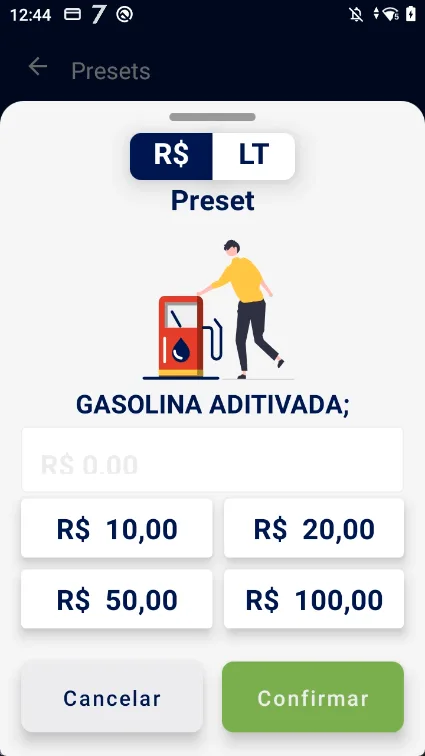 12:44
Presets
R$ LT
Preset
GASOLINA ADITIVADA;
R$ 0.00
R$ 10,00 R$ 20,00
R$ 50,00 R$ 100,00
Cancelar Confirmar